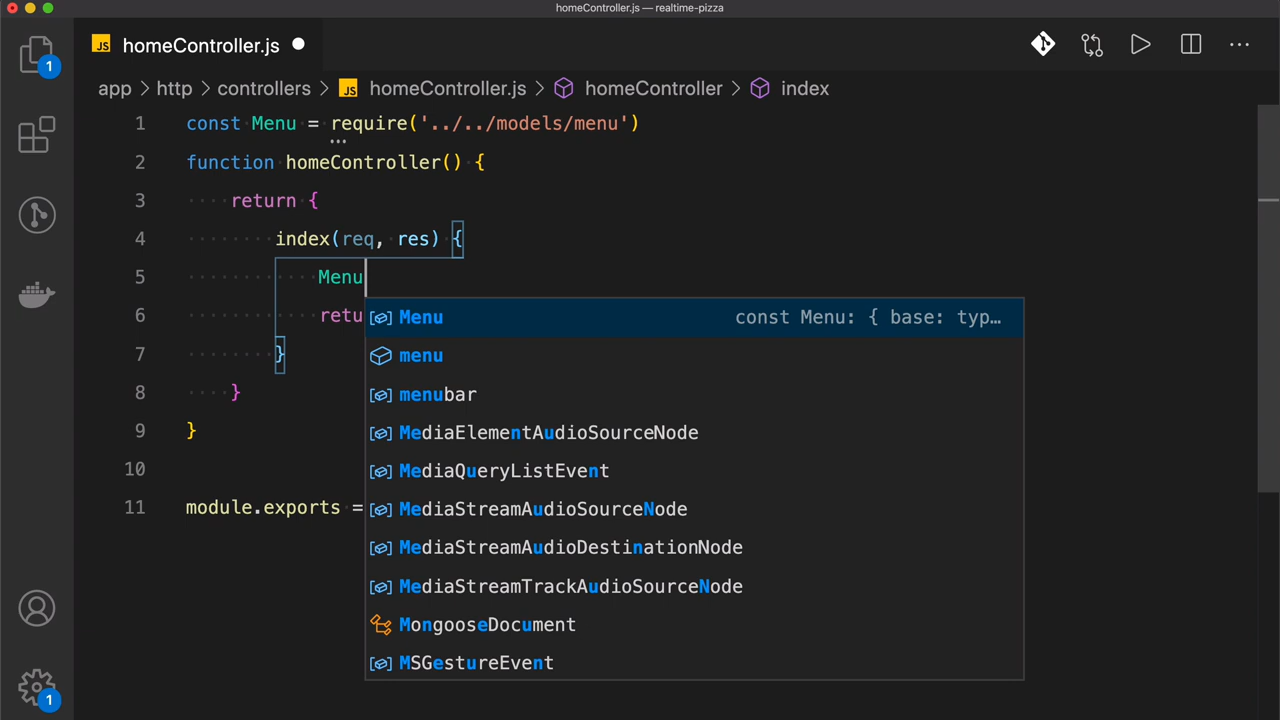 homeController.js — realtime-pizza
JS homeController.js
app > http > controllers > JS homeController.js > homeController > index
1 const Menu = require('../../models/menu')
2 function homeController() {
3 return {
4 index(req, res) {
5 Menu
6 retu
7 }
8 }
9 }
10
11 module.exports =
Menu const Menu: { base: typ…
menu
menubar
MediaElementAudioSourceNode
MediaQueryListEvent
MediaStreamAudioSourceNode
MediaStreamAudioDestinationNode
MediaStreamTrackAudioSourceNode
MongooseDocument
MSGestureEvent
1
1